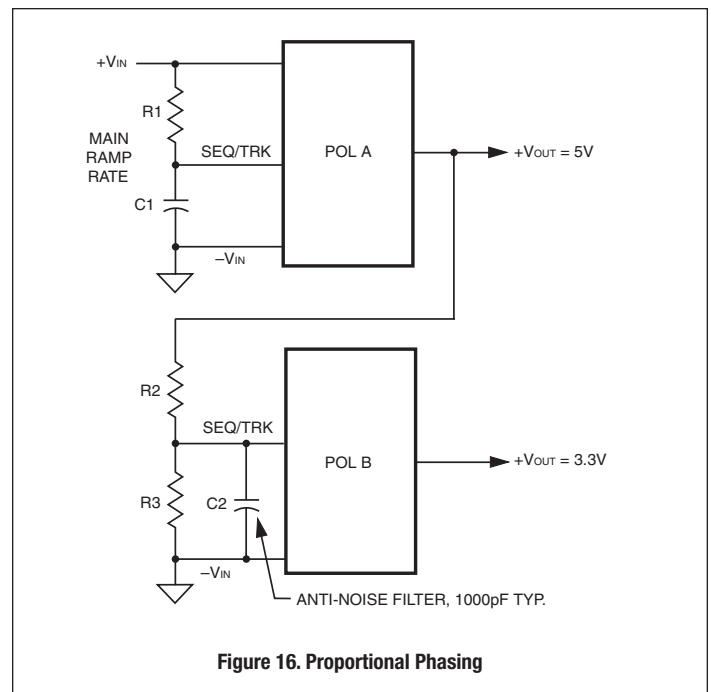 +VIN
R1
MAIN
RAMP
RATE
SEQ/TRK
POL A
+VOUT = 5V
C1
–VIN
R2
SEQ/TRK
POL B
+VOUT = 3.3V
R3
C2
–VIN
ANTI-NOISE FILTER, 1000pF TYP.
Figure 16. Proportional Phasing